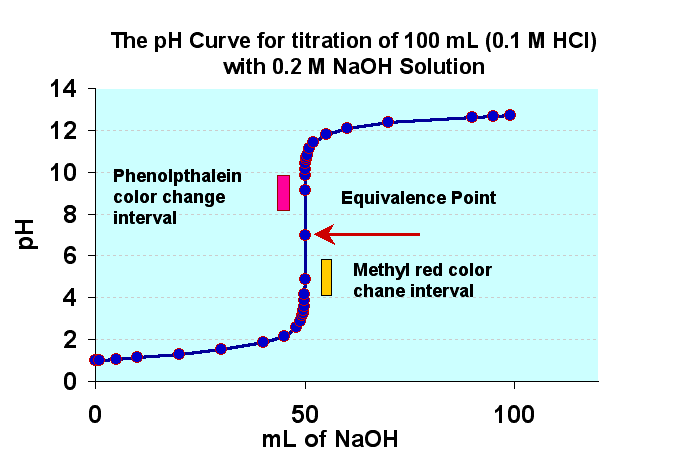 The pH Curve for titration of 100 mL (0.1 M HCl)
with 0.2 M NaOH Solution
14
12
10
8
6
4
2
0
pH
Phenolpthalein
color change
interval
Equivalence Point
Methyl red color
chane interval
0
50
100
mL of NaOH